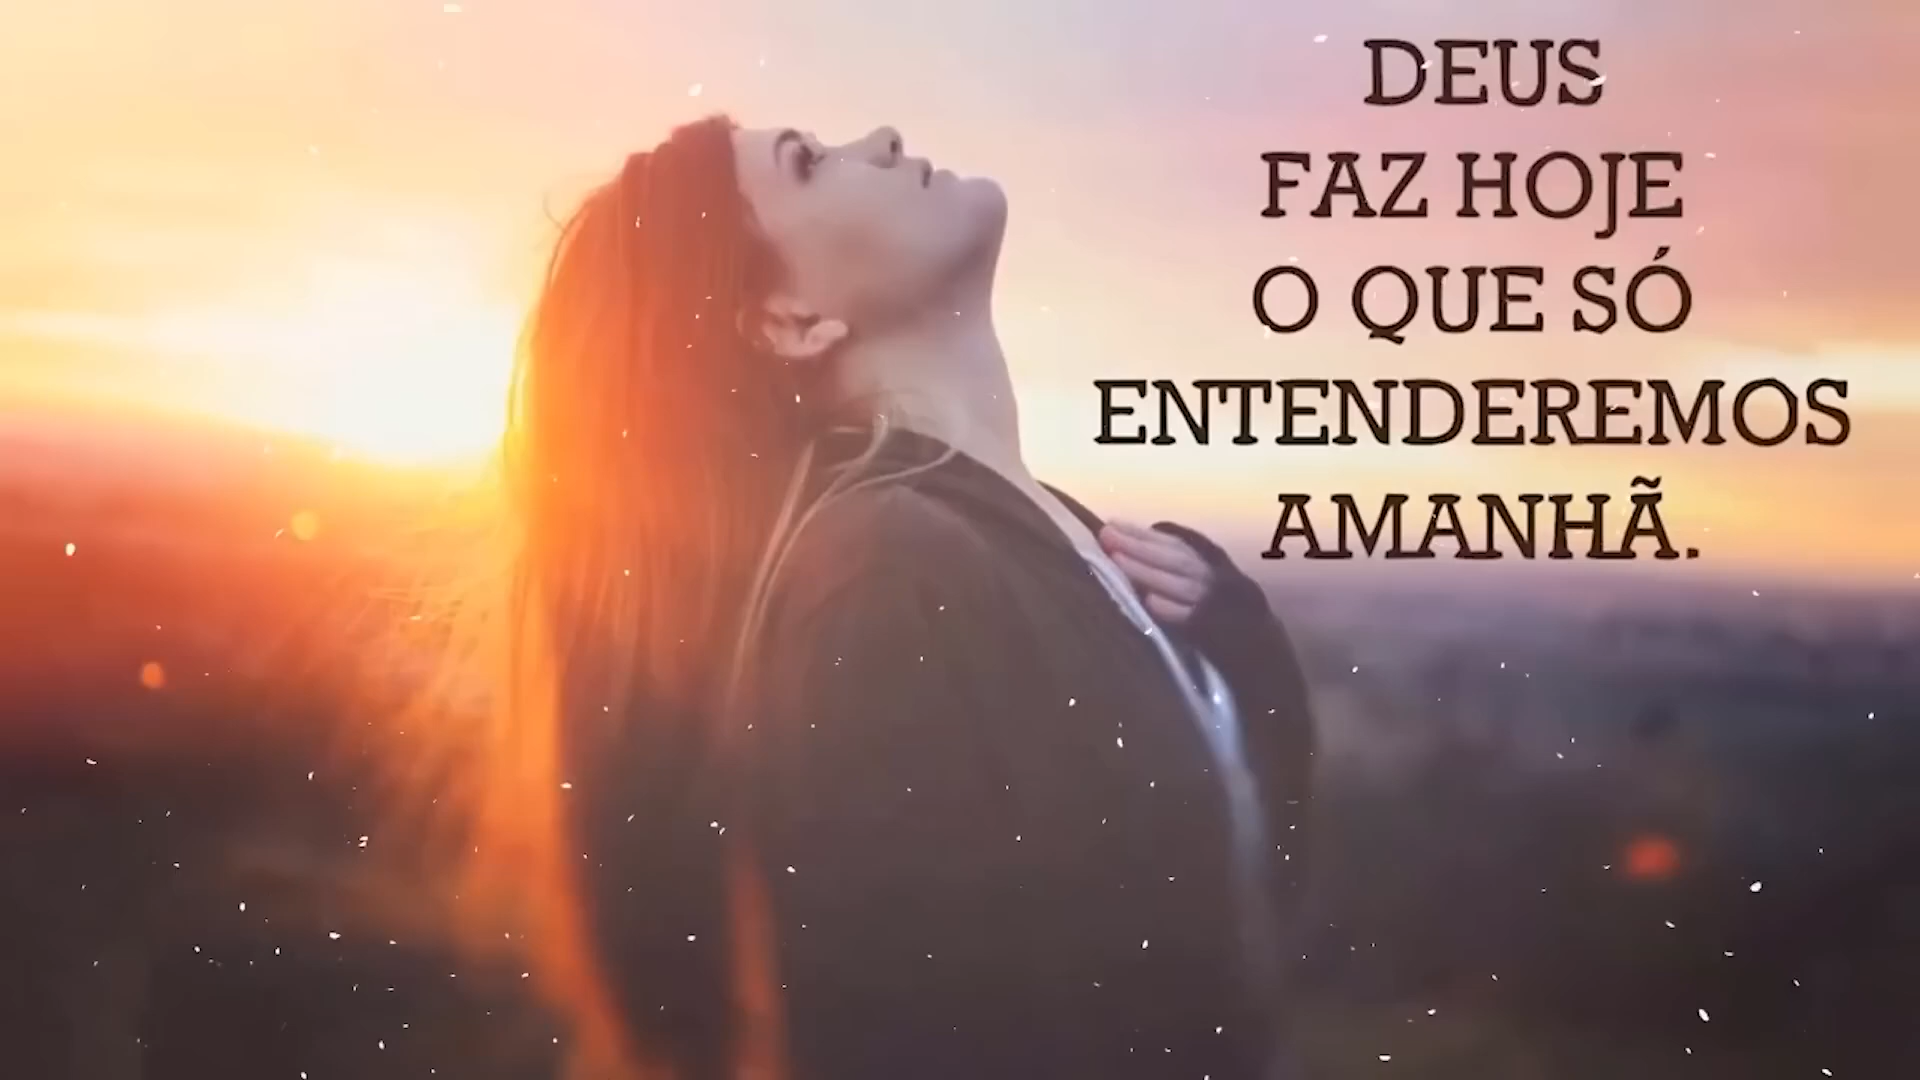 DEUS
FAZ HOJE
O QUE SÓ
ENTENDEREMOS
AMANHÃ.